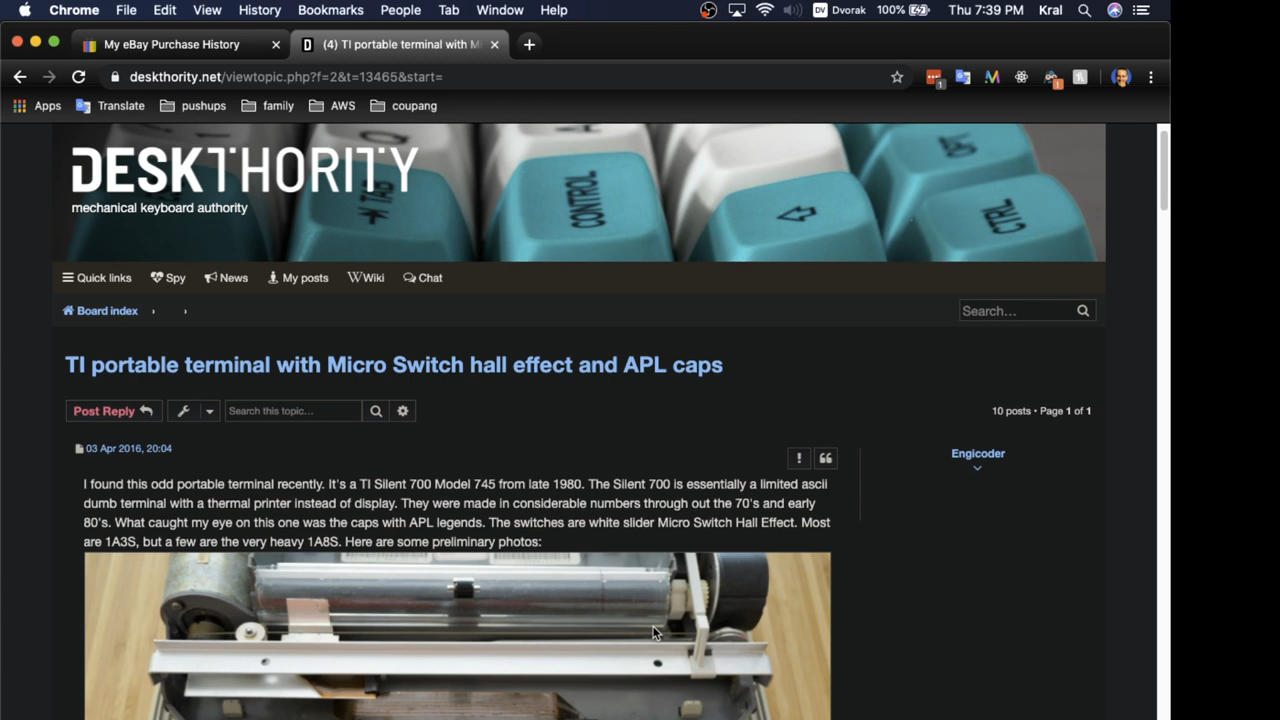 Chrome File Edit View History Bookmarks People Tab Window Help DV Dvorak 100% Thu 7:39 PM Kral
My eBay Purchase History D (4) TI portable terminal with Mi
deskthority.net/viewtopic.php?f=2&t=13465&start= 1 1
Apps Translate pushups family AWS coupang
DESKTHORITY
mechanical keyboard authority
TAB CONTROL CTRL
Quick links Spy News My posts Wiki Chat
Board index › › Search…
TI portable terminal with Micro Switch hall effect and APL caps
Post Reply Search this topic… 10 posts • Page 1 of 1
03 Apr 2016, 20:04 Engicoder
I found this odd portable terminal recently. It's a TI Silent 700 Model 745 from late 1980. The Silent 700 is essentially a limited ascii
dumb terminal with a thermal printer instead of display. They were made in considerable numbers through out the 70's and early
80's. What caught my eye on this one was the caps with APL legends. The switches are white slider Micro Switch Hall Effect. Most
are 1A3S, but a few are the very heavy 1A8S. Here are some preliminary photos: